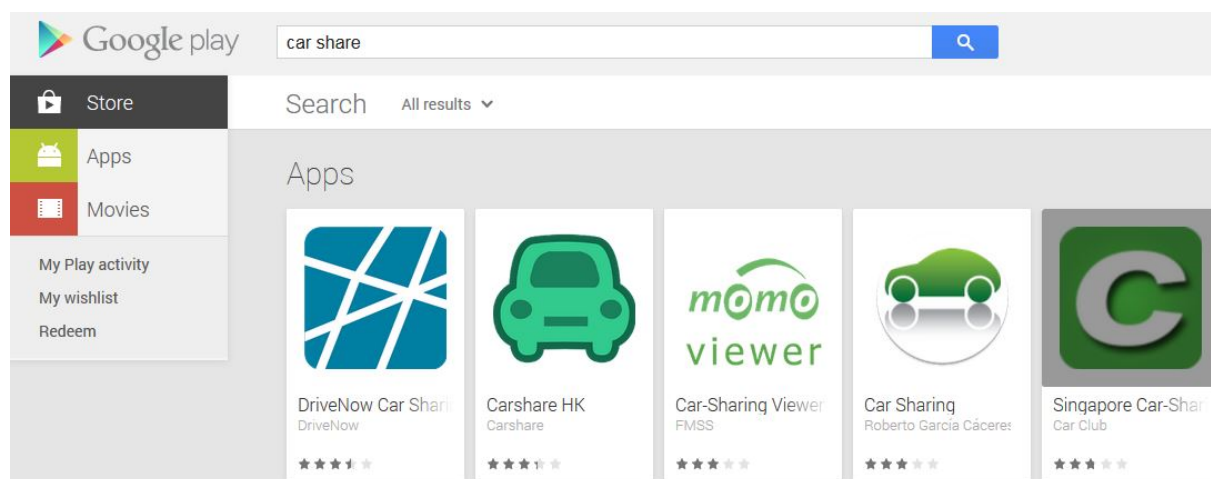 Google play
car share
Store
Search All results
Apps
Movies
My Play activity
My wishlist
Redeem
Apps
momo
viewer
C
DriveNow Car Shari
Carshare HK
Car-Sharing Viewer
Car Sharing
Singapore Car-Shar
DriveNow
Carshare
FMSS
Roberto García Cáceres
Car Club